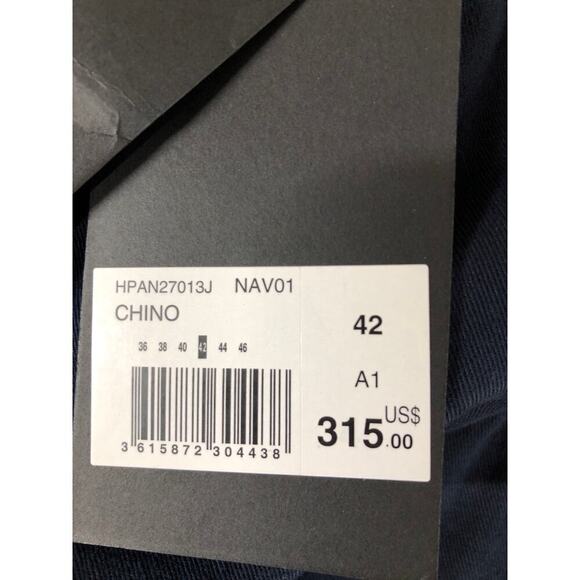 HPAN27013J NAV01
CHINO
36 38 40 42 44 46
3 615872 304438
42
A1
315.00 US$